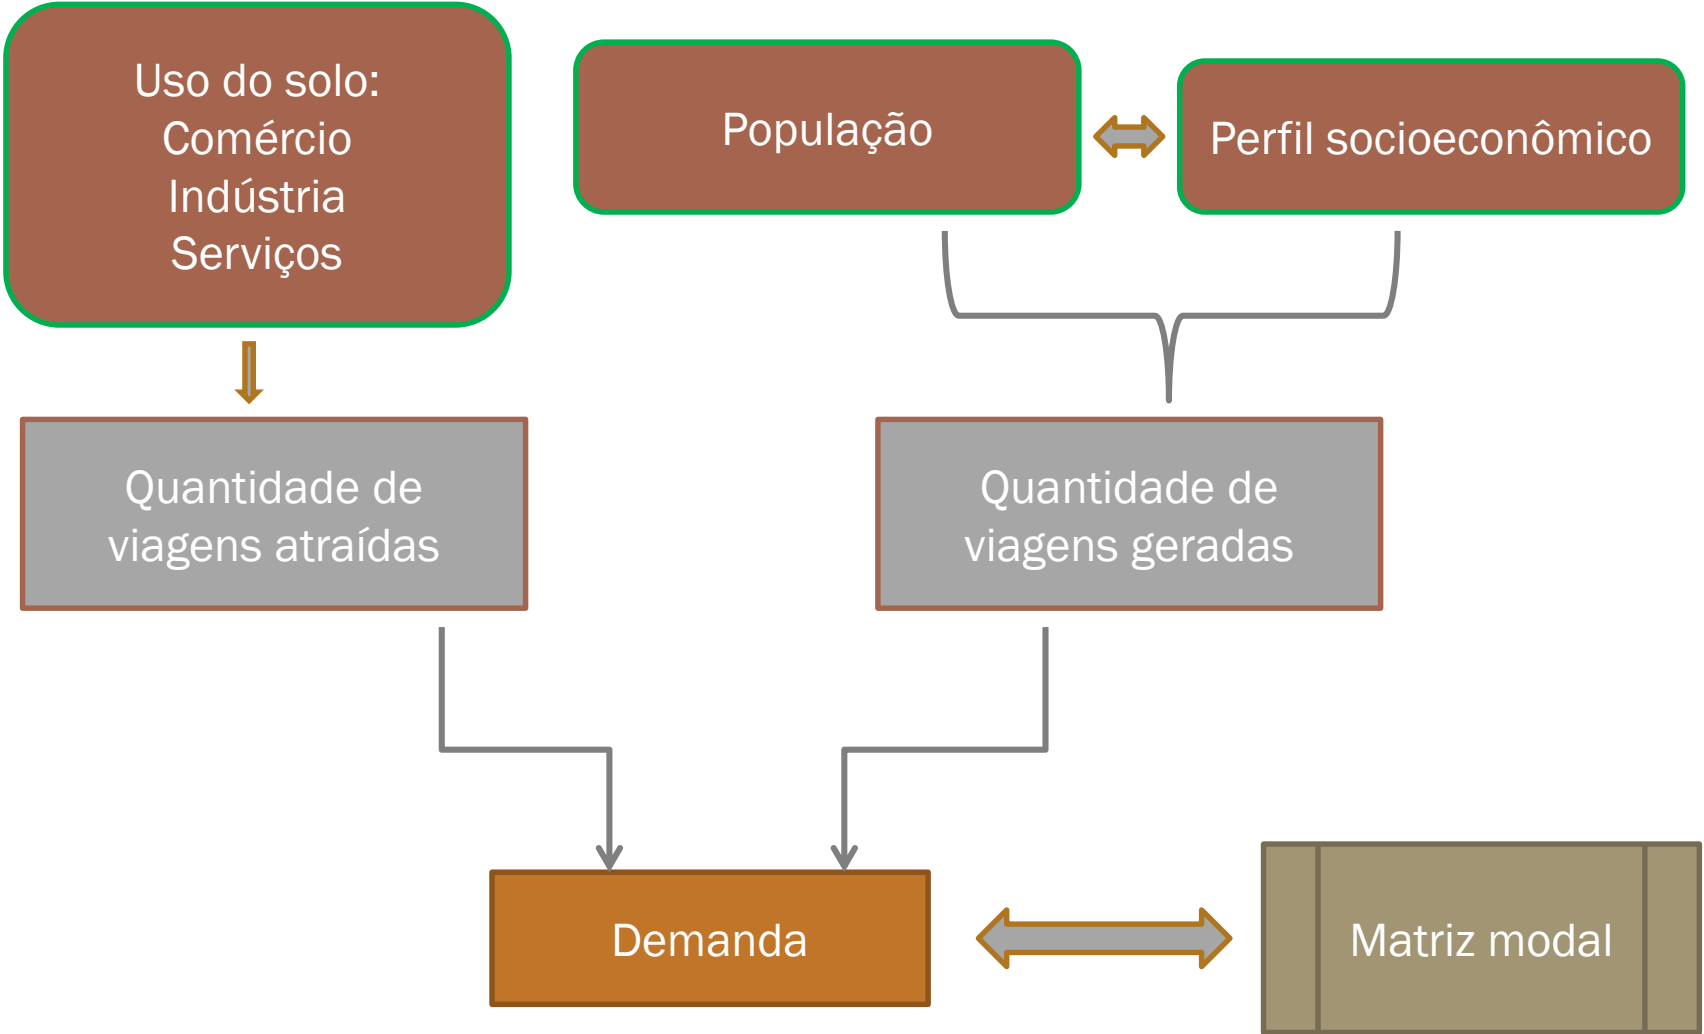 Uso do solo:
Comércio
Indústria
Serviços
População
Perfil socioeconômico
Quantidade de
viagens atraídas
Quantidade de
viagens geradas
Demanda
Matriz modal